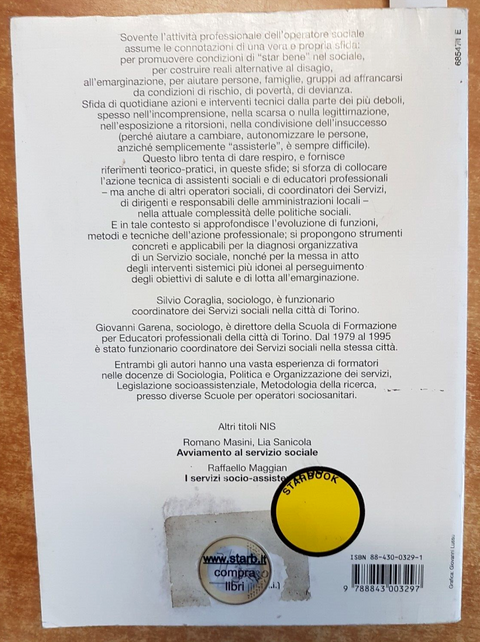 Sovente l'attività professionale dell'operatore sociale
assume le connotazioni di una vera e propria sfida:
per promuovere condizioni di "star bene" nel sociale,
per costruire reali alternative al disagio,
all'emarginazione, per aiutare persone, famiglie, gruppi ad affrancarsi
da condizioni di rischio, di povertà, di devianza.
Sfida di quotidiane azioni e interventi tecnici dalla parte dei più deboli,
spesso nell'incomprensione, nella scarsa o nulla legittimazione,
nell'esposizione a ritorsioni, nella condivisione dell'insuccesso
(perché aiutare a cambiare, autonomizzare le persone,
anziché semplicemente "assisterle", è sempre difficile).
Questo libro tenta di dare respiro, e fornisce
riferimenti teorico-pratici, in queste sfide; si sforza di collocare
l'azione tecnica di assistenti sociali e di educatori professionali
– ma anche di altri operatori sociali, di coordinatori dei Servizi,
di dirigenti e responsabili delle amministrazioni locali –
nella attuale complessità delle politiche sociali.
E in tale contesto si approfondisce l'evoluzione di funzioni,
metodi e tecniche dell'azione professionale; si propongono strumenti
concreti e applicabili per la diagnosi organizzativa
di un Servizio sociale, nonché per la messa in atto
degli interventi sistemici più idonei al perseguimento
degli obiettivi di salute e di lotta all'emarginazione.
Silvio Coraglia, sociologo, è funzionario
coordinatore dei Servizi sociali nella città di Torino.
Giovanni Garena, sociologo, è direttore della Scuola di Formazione
per Educatori professionali della città di Torino. Dal 1979 al 1995
è stato funzionario coordinatore dei Servizi Sociali nella stessa città.
Entrambi gli autori hanno una vasta esperienza di formatori
nelle docenze di Sociologia, Politica e Organizzazione dei servizi,
Legislazione socioassistenziale, Metodologia della ricerca,
presso diverse Scuole per operatori sociosanitari.
Altri titoli NIS
Romano Masini, Lia Sanicola
Avviamento al servizio sociale
Raffaello Maggian
I servizi socio-assiste
STARBOOK
www.starb.it
compra
libri
i.)
ISBN 88-430-0329-1
9 788843 003297
665471 E